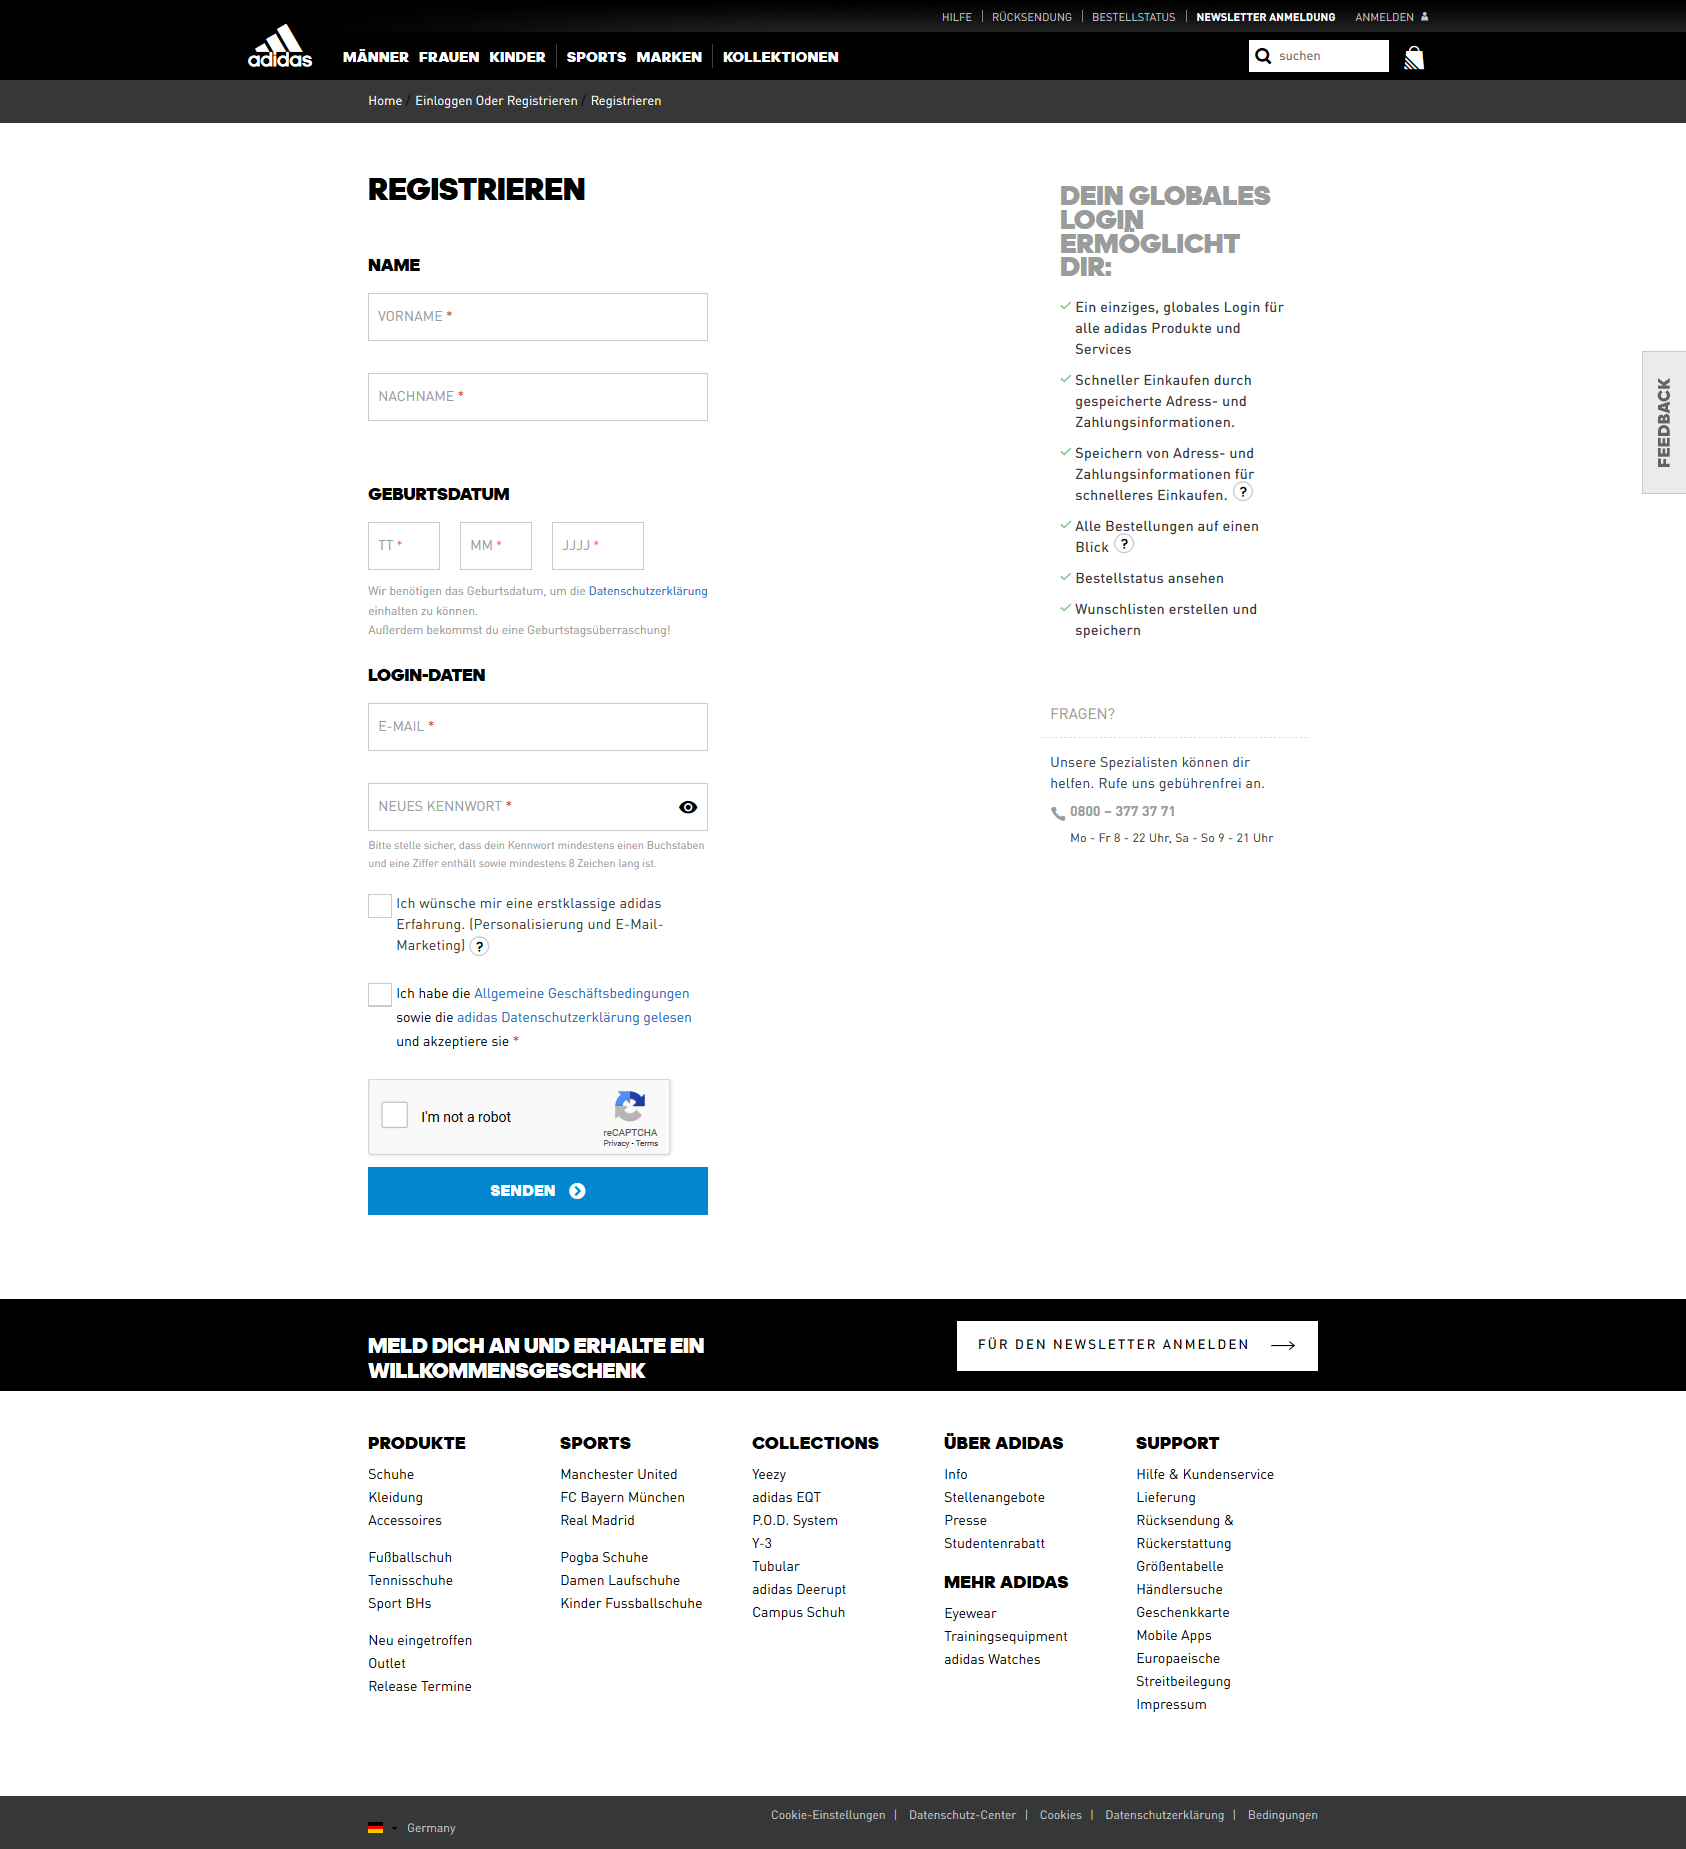 HILFE RÜCKSENDUNG BESTELLSTATUS NEWSLETTER ANMELDUNG ANMELDEN
adidas MÄNNER FRAUEN KINDER SPORTS MARKEN KOLLEKTIONEN suchen
Home / Einloggen Oder Registrieren / Registrieren
REGISTRIEREN
NAME
VORNAME *
NACHNAME *
GEBURTSDATUM
TT * MM * JJJJ *
Wir benötigen das Geburtsdatum, um die Datenschutzerklärung
einhalten zu können.
Außerdem bekommst du eine Geburtstagsüberraschung!
LOGIN-DATEN
E-MAIL *
NEUES KENNWORT *
Bitte stelle sicher, dass dein Kennwort mindestens einen Buchstaben
und eine Ziffer enthält sowie mindestens 8 Zeichen lang ist.
Ich wünsche mir eine erstklassige adidas
Erfahrung. (Personalisierung und E-Mail-
Marketing) ?
Ich habe die Allgemeine Geschäftsbedingungen
sowie die adidas Datenschutzerklärung gelesen
und akzeptiere sie *
I'm not a robot
reCAPTCHA
Privacy - Terms
SENDEN
DEIN GLOBALES
LOGIN
ERMÖGLICHT
DIR:
Ein einziges, globales Login für
alle adidas Produkte und
Services
Schneller Einkaufen durch
gespeicherte Adress- und
Zahlungsinformationen.
Speichern von Adress- und
Zahlungsinformationen für
schnelleres Einkaufen. ?
Alle Bestellungen auf einen
Blick ?
Bestellstatus ansehen
Wunschlisten erstellen und
speichern
FRAGEN?
Unsere Spezialisten können dir
helfen. Rufe uns gebührenfrei an.
0800 – 377 37 71
Mo - Fr 8 - 22 Uhr, Sa - So 9 - 21 Uhr
FEEDBACK
MELD DICH AN UND ERHALTE EIN
WILLKOMMENSGESCHENK
FÜR DEN NEWSLETTER ANMELDEN
PRODUKTE
Schuhe
Kleidung
Accessoires
Fußballschuh
Tennisschuhe
Sport BHs
Neu eingetroffen
Outlet
Release Termine
SPORTS
Manchester United
FC Bayern München
Real Madrid
Pogba Schuhe
Damen Laufschuhe
Kinder Fussballschuhe
COLLECTIONS
Yeezy
adidas EQT
P.O.D. System
Y-3
Tubular
adidas Deerupt
Campus Schuh
ÜBER ADIDAS
Info
Stellenangebote
Presse
Studentenrabatt
MEHR ADIDAS
Eyewear
Trainingsequipment
adidas Watches
SUPPORT
Hilfe & Kundenservice
Lieferung
Rücksendung &
Rückerstattung
Größentabelle
Händlersuche
Geschenkkarte
Mobile Apps
Europaeische
Streitbeilegung
Impressum
Cookie-Einstellungen | Datenschutz-Center | Cookies | Datenschutzerklärung | Bedingungen
Germany